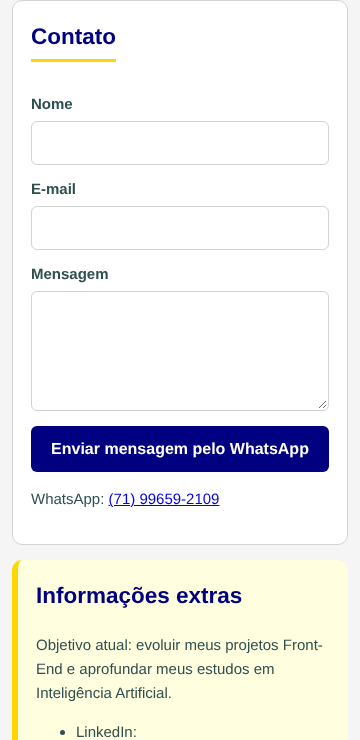 Contato
Nome
E-mail
Mensagem
Enviar mensagem pelo WhatsApp
WhatsApp: (71) 99659-2109
Informações extras
Objetivo atual: evoluir meus projetos Front-
End e aprofundar meus estudos em
Inteligência Artificial.
• LinkedIn: